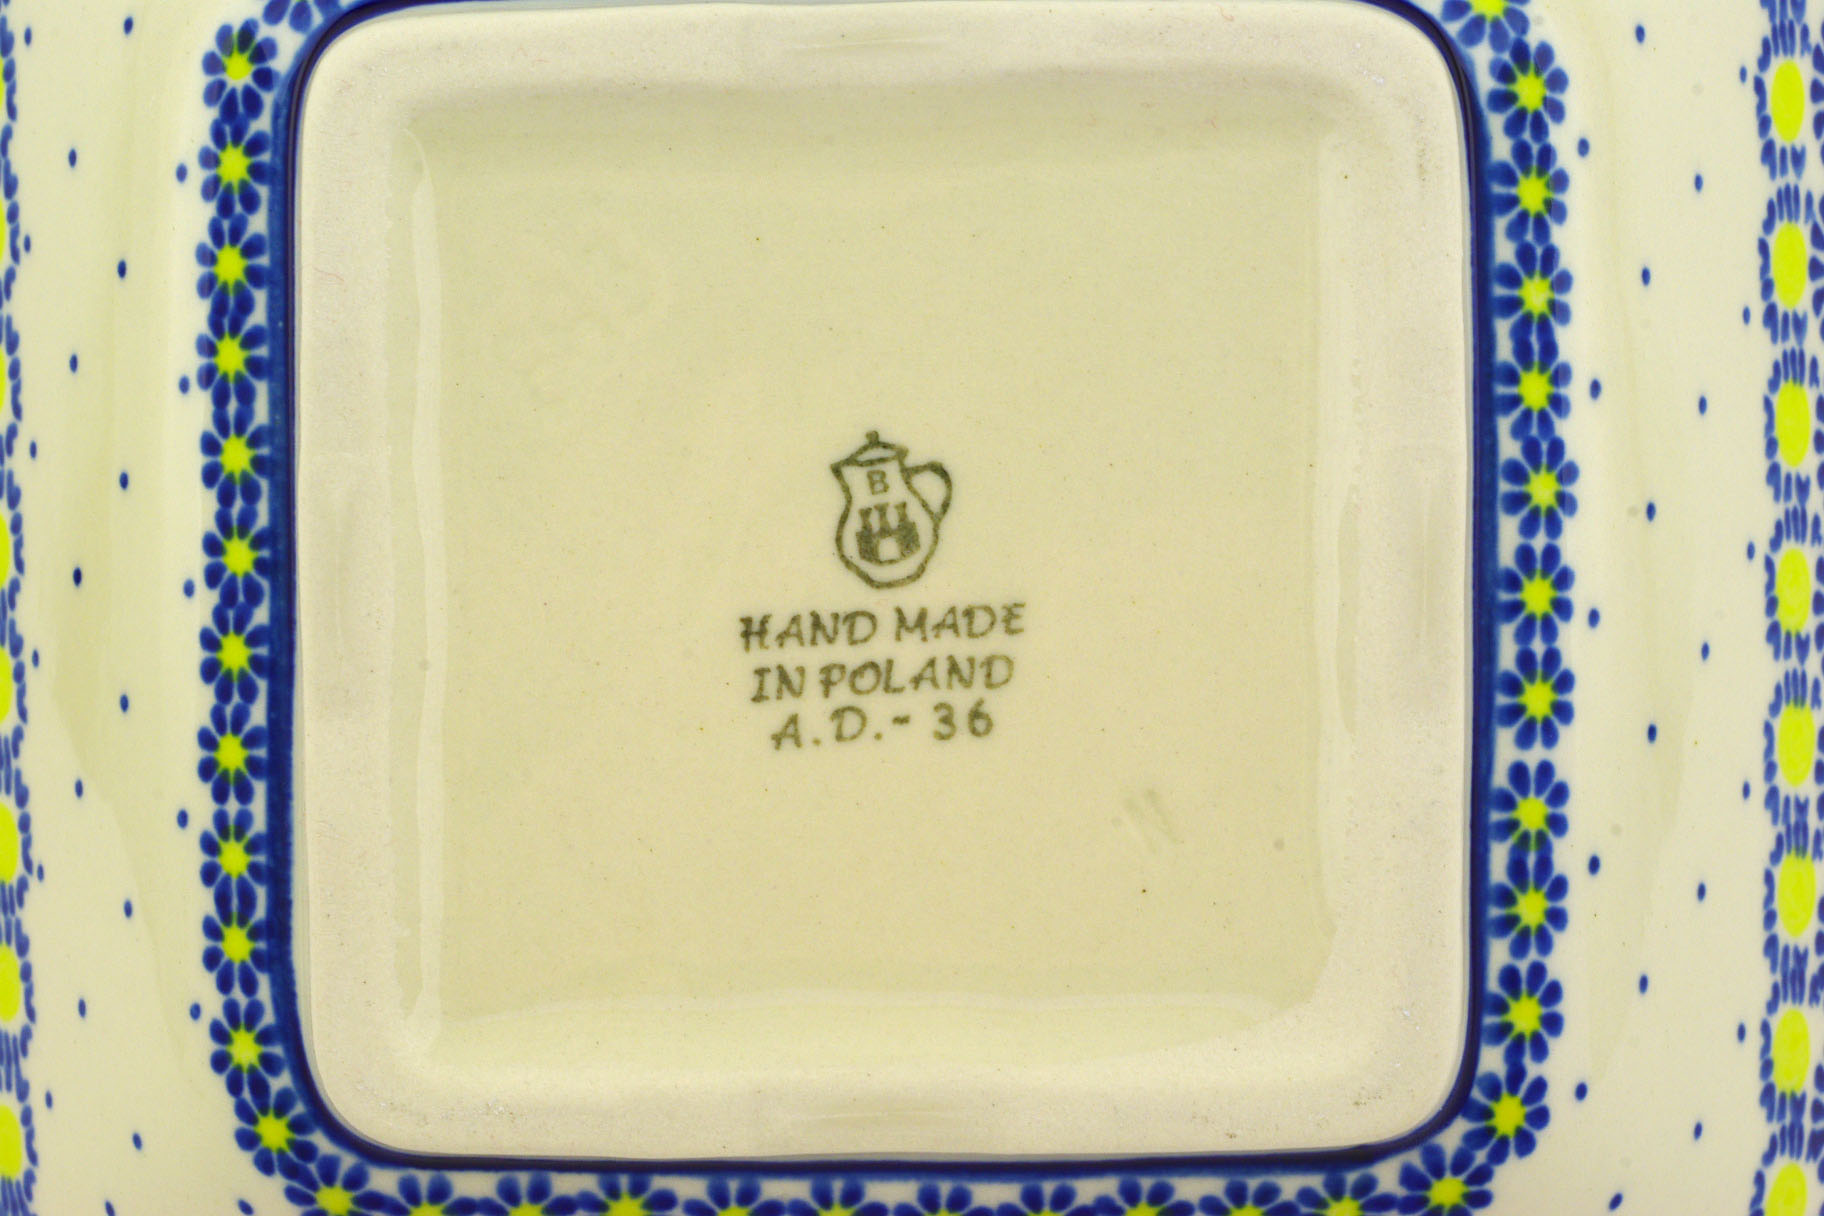 B
HAND MADE
IN POLAND
A.D.- 36